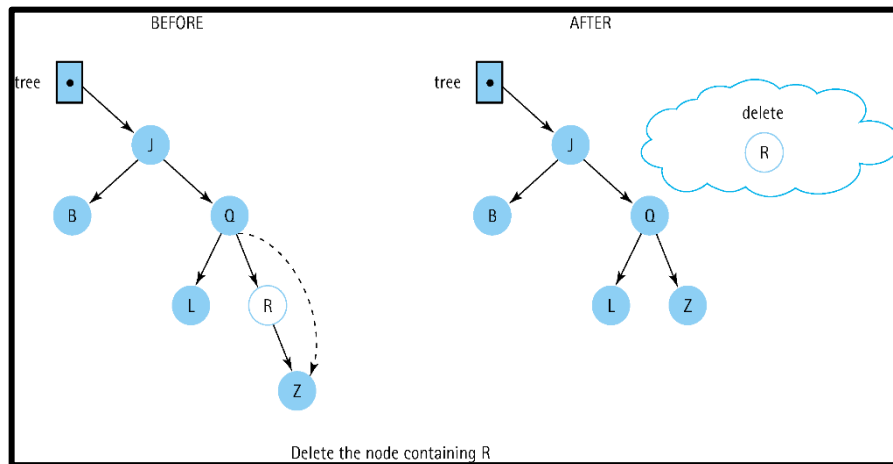 BEFORE
AFTER
tree
J
B
Q
L
R
Z
tree
delete
R
J
B
Q
L
Z
Delete the node containing R